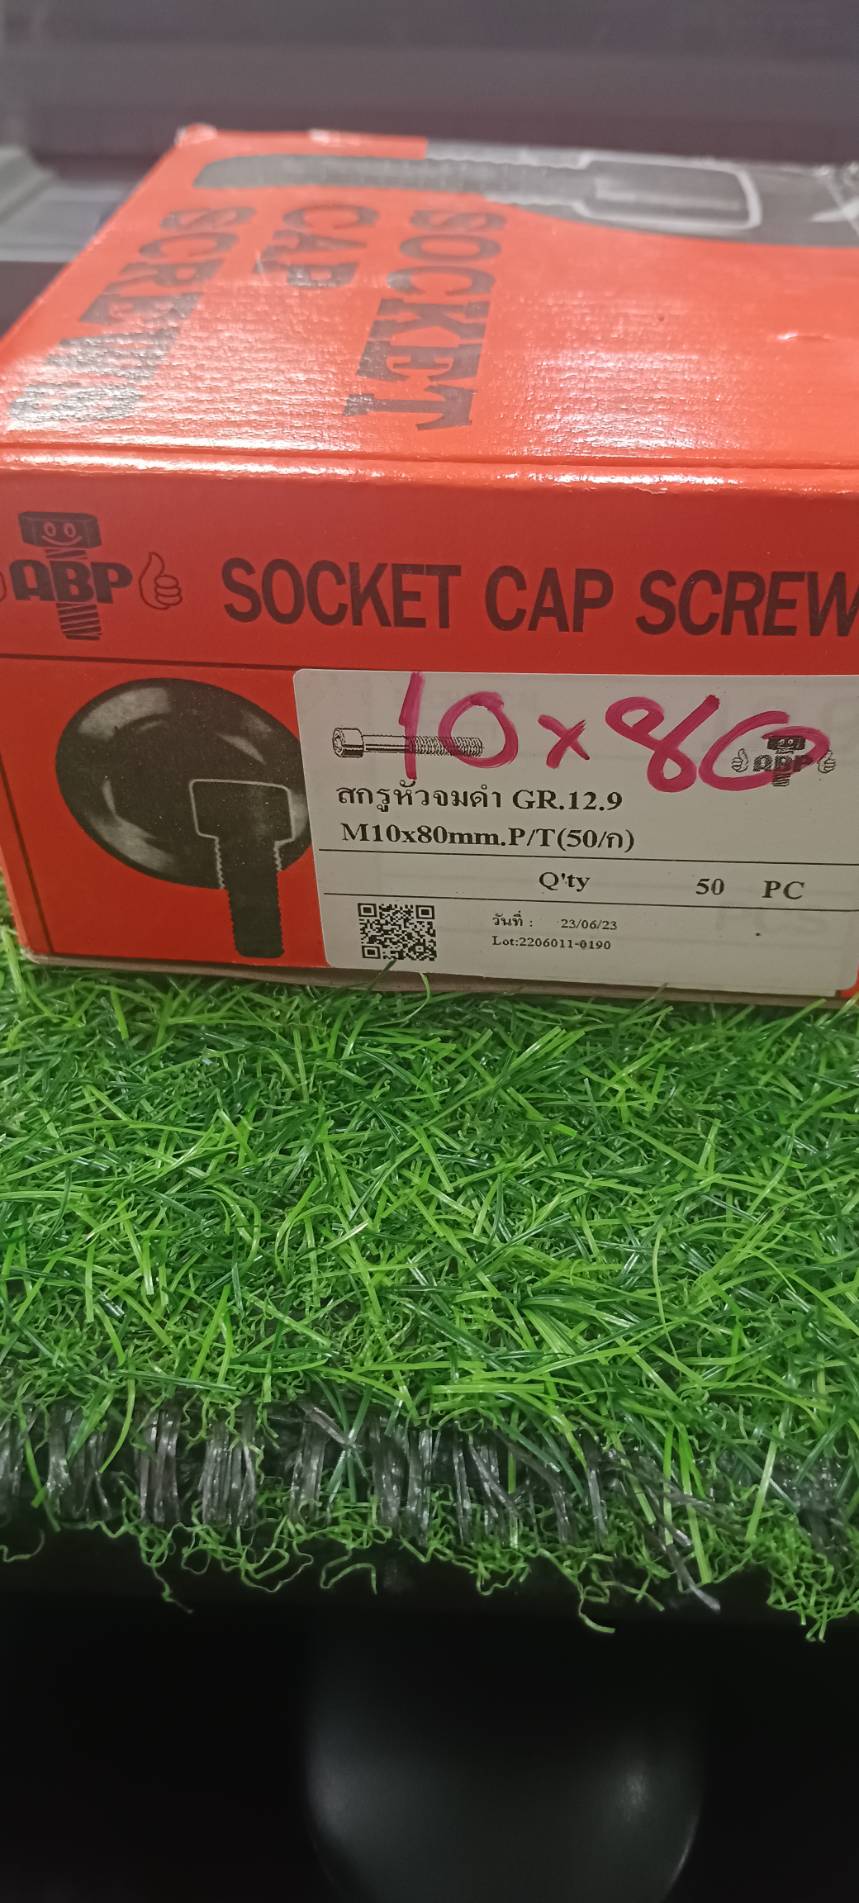 SOCKET
CAP
SCREWS
ABP SOCKET CAP SCREW
10x80
ABP
สกรูหัวจมดำ GR.12.9
M10x80mm.P/T(50/ก)
Q'ty 50 PC
วันที่ : 23/06/23
Lot:2206011-0190